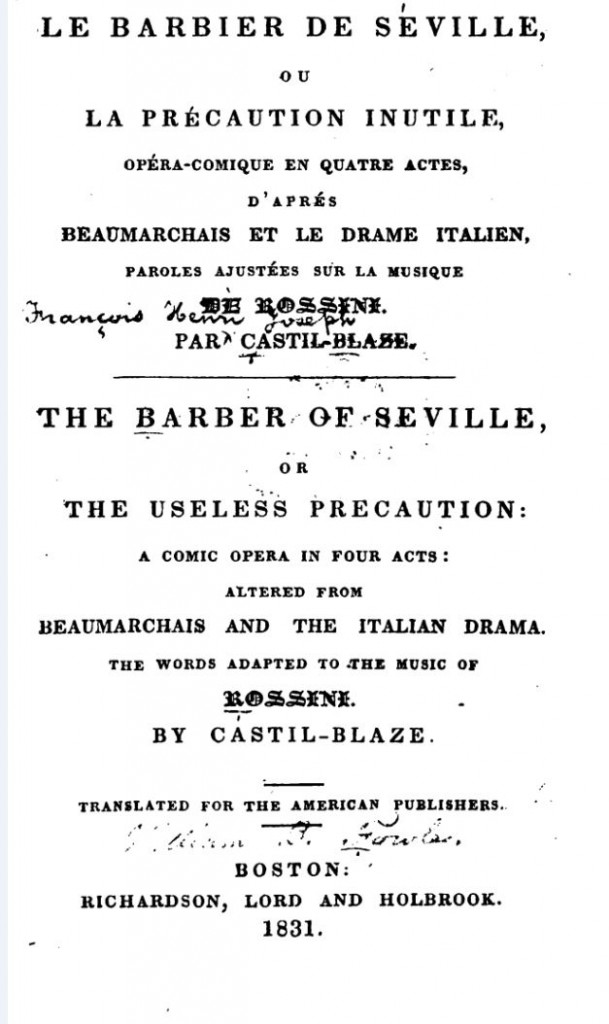 LE BARBIER DE SÉVILLE,
OU
LA PRÉCAUTION INUTILE,
OPÉRA-COMIQUE EN QUATRE ACTES,
D'APRÉS
BEAUMARCHAIS ET LE DRAME ITALIEN,
PAROLES AJUSTÉES SUR LA MUSIQUE
DE ROSSINI.
François Henri Joseph
PAR CASTIL-BLAZE.
THE BARBER OF SEVILLE,
OR
THE USELESS PRECAUTION:
A COMIC OPERA IN FOUR ACTS:
ALTERED FROM
BEAUMARCHAIS AND THE ITALIAN DRAMA.
THE WORDS ADAPTED TO THE MUSIC OF
ROSSINI.
BY CASTIL-BLAZE.
TRANSLATED FOR THE AMERICAN PUBLISHERS.
BOSTON:
RICHARDSON, LORD AND HOLBROOK.
1831.